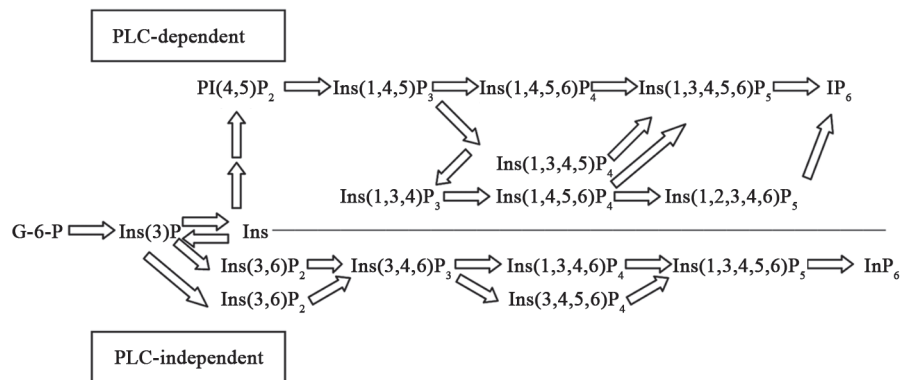 PLC-dependent
PI(4,5)P₂ Ins(1,4,5)P₃ Ins(1,4,5,6)P₄ Ins(1,3,4,5,6)P₅ IP₆
Ins(1,3,4,5)P₄
Ins(1,3,4)P₃ Ins(1,4,5,6)P₄ Ins(1,2,3,4,6)P₅
G-6-P Ins(3)P Ins
Ins(3,6)P₂ Ins(3,4,6)P₃ Ins(1,3,4,6)P₄ Ins(1,3,4,5,6)P₅ InP₆
Ins(3,6)P₂ Ins(3,4,5,6)P₄
PLC-independent